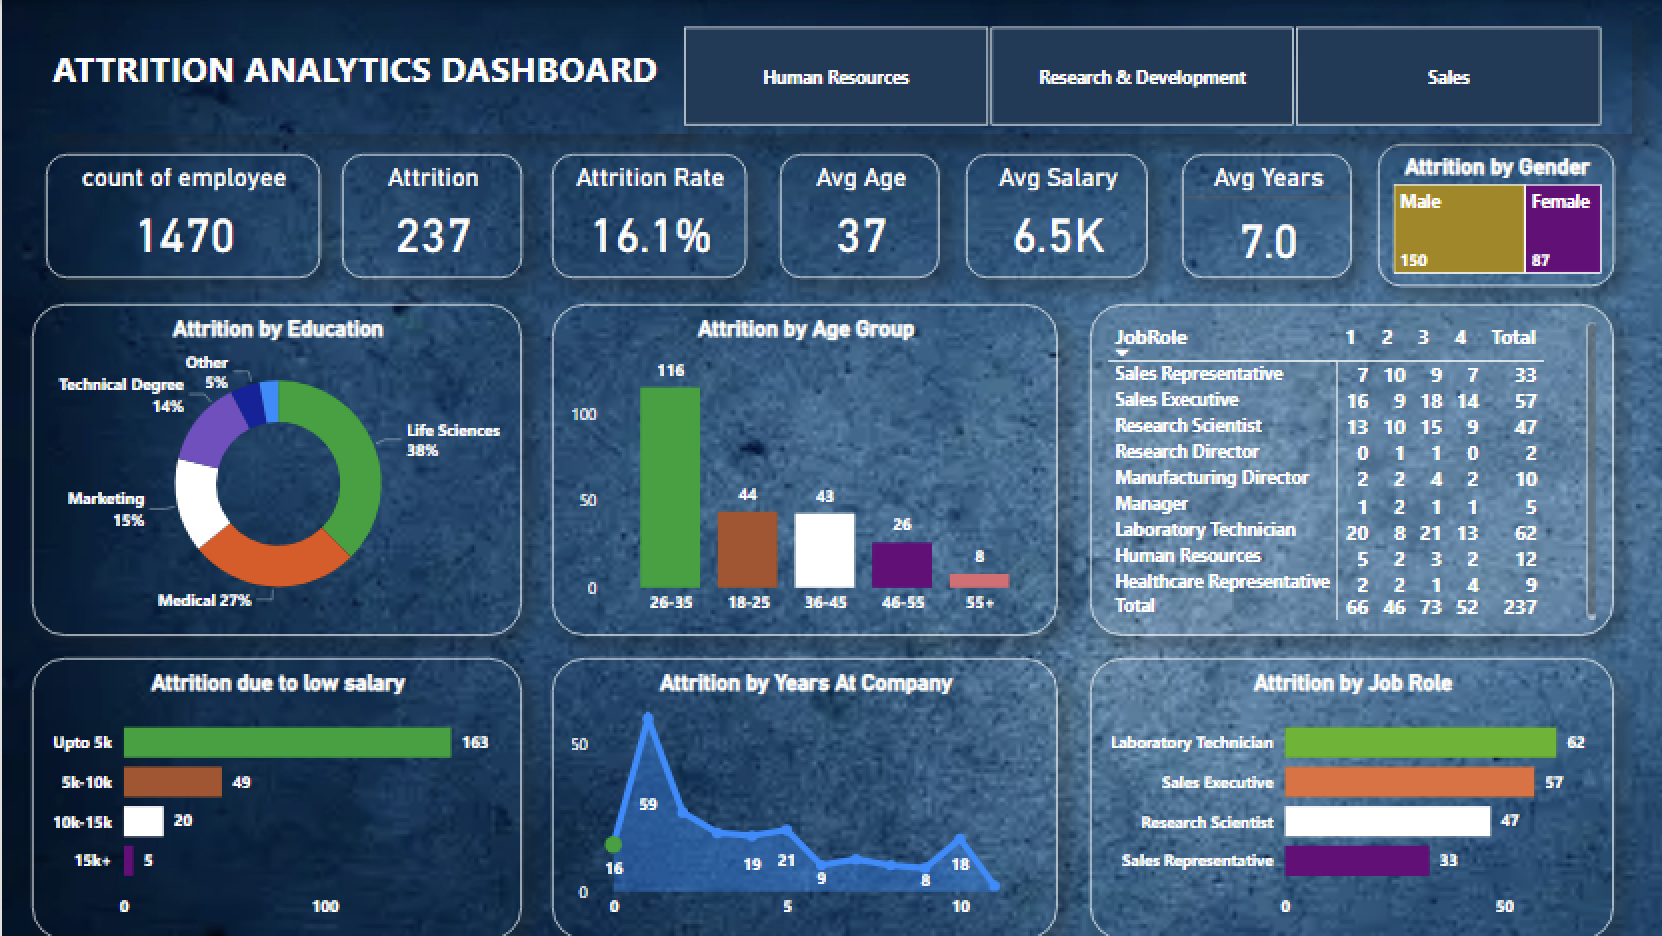 ATTRITION ANALYTICS DASHBOARD
Human Resources
Research & Development
Sales
count of employee
1470
Attrition
237
Attrition Rate
16.1%
Avg Age
37
Avg Salary
6.5K
Avg Years
7.0
Attrition by Gender
Male
150
Female
87
Attrition by Education
Other
5%
Technical Degree
14%
Life Sciences
38%
Marketing
15%
Medical 27%
Attrition by Age Group
100
50
0
116
44
43
26
8
26-35
18-25
36-45
46-55
55+
JobRole 1 2 3 4 Total
Sales Representative 7 10 9 7 33
Sales Executive 16 9 18 14 57
Research Scientist 13 10 15 9 47
Research Director 0 1 1 0 2
Manufacturing Director 2 2 4 2 10
Manager 1 2 1 1 5
Laboratory Technician 20 8 21 13 62
Human Resources 5 2 3 2 12
Healthcare Representative 2 2 1 4 9
Total 66 46 73 52 237
Attrition due to low salary
Upto 5k 163
5k-10k 49
10k-15k 20
15k+ 5
0 100
Attrition by Years At Company
50
0
16
59
19
21
9
8
18
0 5 10
Attrition by Job Role
Laboratory Technician 62
Sales Executive 57
Research Scientist 47
Sales Representative 33
0 50